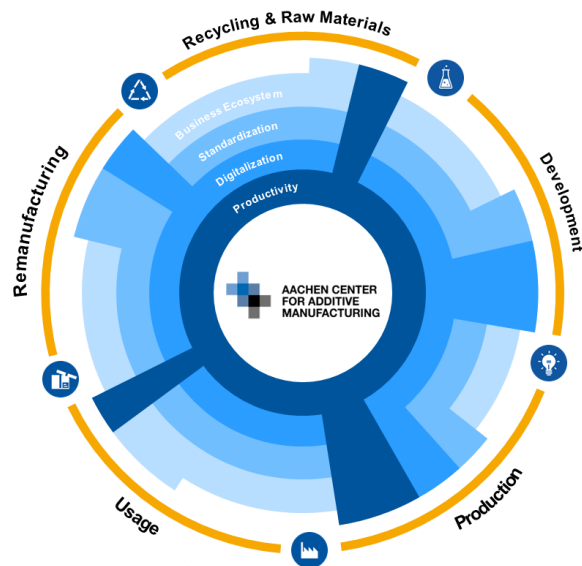 Recycling & Raw Materials
Business Ecosystem
Standardization
Digitalization
Productivity
Remanufacturing
Development
AACHEN CENTER
FOR ADDITIVE
MANUFACTURING
Usage
Production